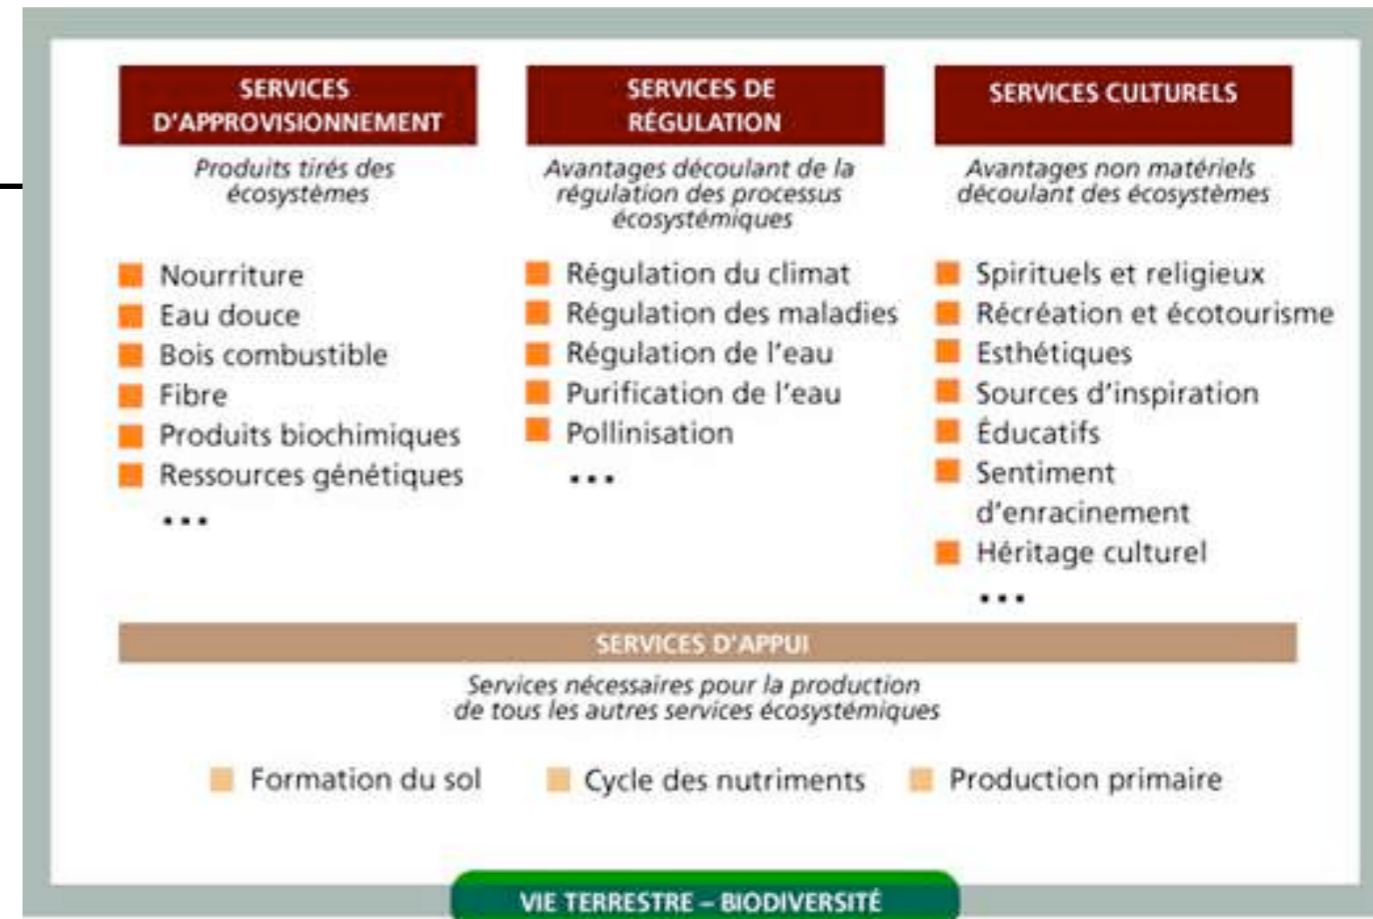 SERVICES
D'APPROVISIONNEMENT
Produits tirés des
écosystèmes
Nourriture
Eau douce
Bois combustible
Fibre
Produits biochimiques
Ressources génétiques
...
SERVICES DE
RÉGULATION
Avantages découlant de la
régulation des processus
écosystémiques
Régulation du climat
Régulation des maladies
Régulation de l'eau
Purification de l'eau
Pollinisation
...
SERVICES CULTURELS
Avantages non matériels
découlant des écosystèmes
Spirituels et religieux
Récréation et écotourisme
Esthétiques
Sources d'inspiration
Éducatifs
Sentiment
d'enracinement
Héritage culturel
...
SERVICES D'APPUI
Services nécessaires pour la production
de tous les autres services écosystémiques
Formation du sol
Cycle des nutriments
Production primaire
VIE TERRESTRE – BIODIVERSITÉ